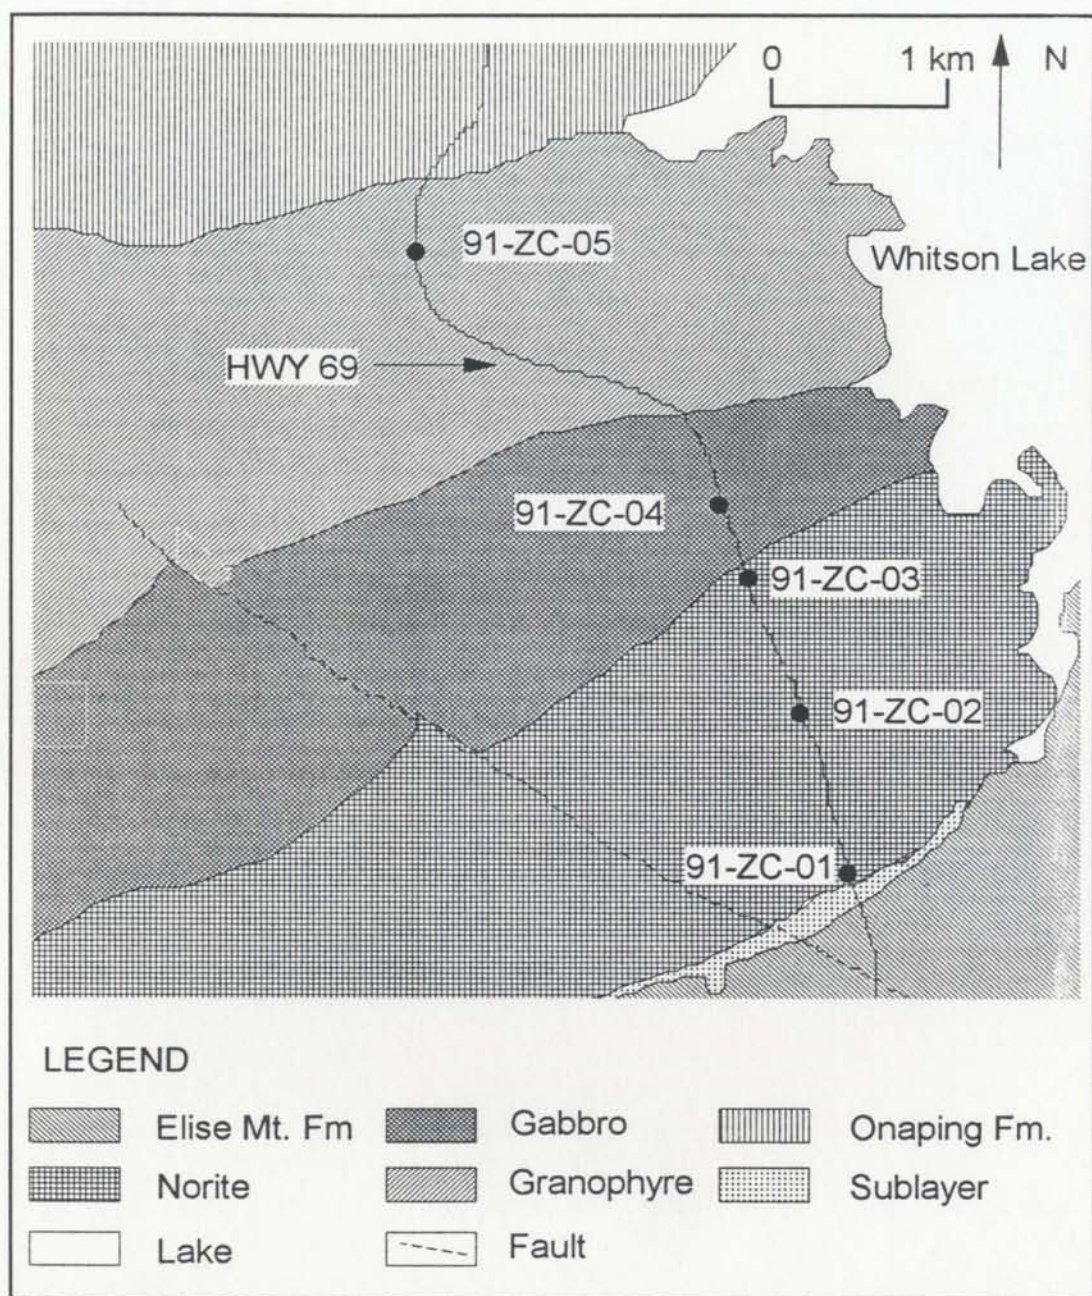 0 1 km N
91-ZC-05
Whitson Lake
HWY 69
91-ZC-04
91-ZC-03
91-ZC-02
91-ZC-01
LEGEND
Elise Mt. Fm Gabbro Onaping Fm.
Norite Granophyre Sublayer
Lake Fault